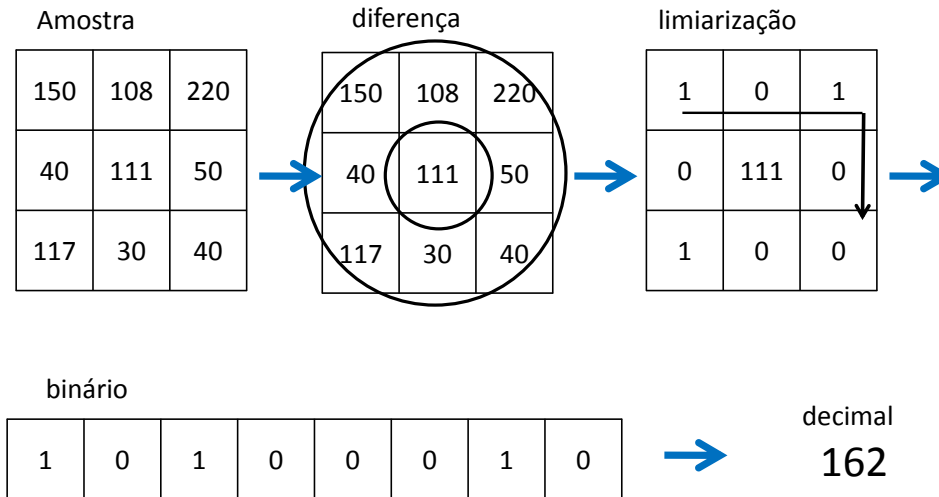 Amostra diferença limiarização
150 108 220 150 108 220 1 0 1
40 111 50 40 111 50 0 111 0
117 30 40 117 30 40 1 0 0
binário
decimal
1 0 1 0 0 0 1 0 162